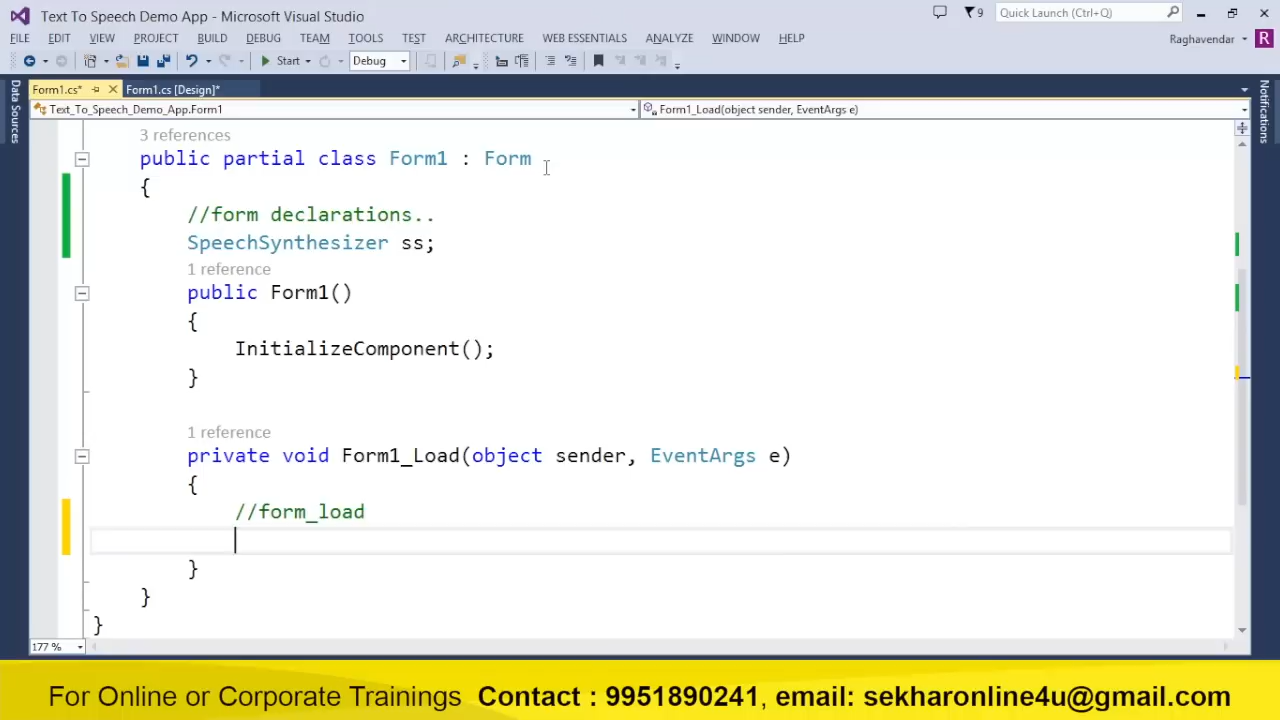 Text To Speech Demo App - Microsoft Visual Studio
9
Quick Launch (Ctrl+Q)
FILE EDIT VIEW PROJECT BUILD DEBUG TEAM TOOLS TEST ARCHITECTURE WEB ESSENTIALS ANALYZE WINDOW HELP
Raghavendar R
Start Debug
Form1.cs* Form1.cs [Design]*
Text_To_Speech_Demo_App.Form1 Form1_Load(object sender, EventArgs e)
Data Sources
Notifications
3 references
public partial class Form1 : Form
{
//form declarations..
SpeechSynthesizer ss;
1 reference
public Form1()
{
InitializeComponent();
}
1 reference
private void Form1_Load(object sender, EventArgs e)
{
//form_load
}
}
}
177 %
For Online or Corporate Trainings Contact : 9951890241, email: sekharonline4u@gmail.com